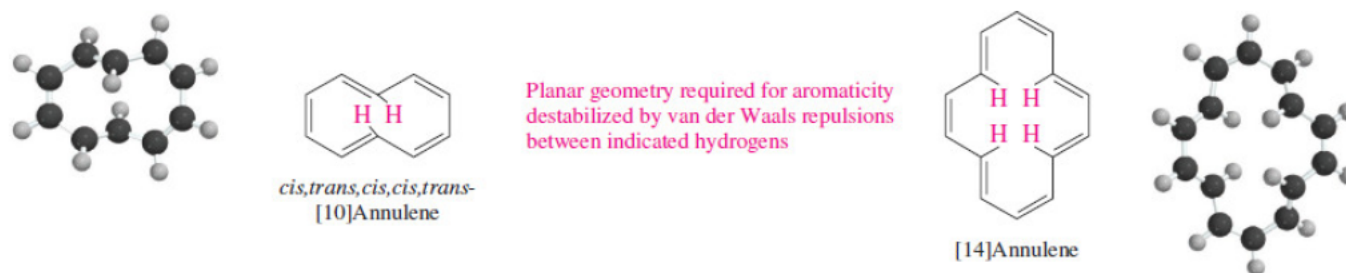 H H
cis,trans,cis,cis,trans-
[10]Annulene
Planar geometry required for aromaticity
destabilized by van der Waals repulsions
between indicated hydrogens
H H
H H
[14]Annulene